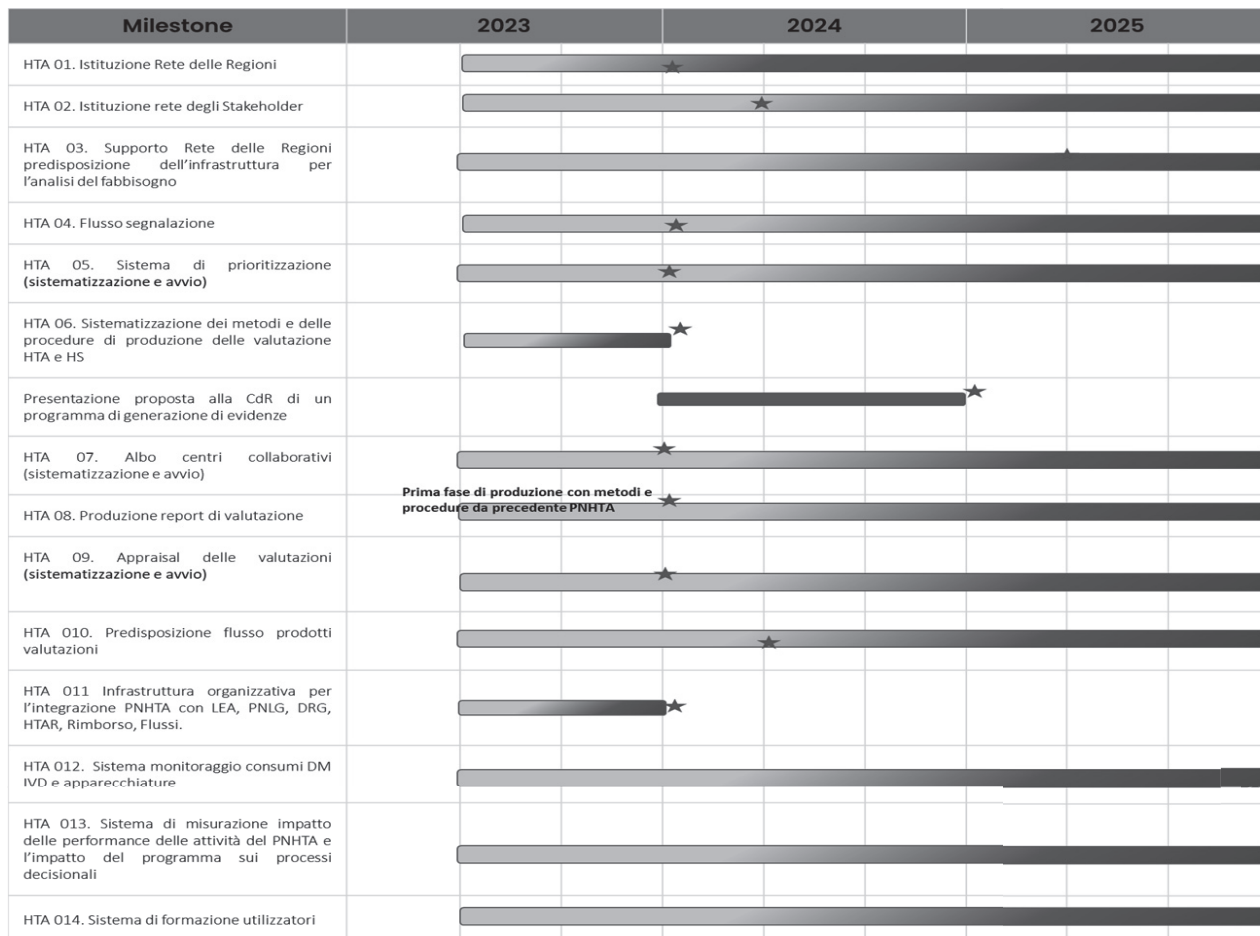 Milestone 2023 2024 2025
HTA 01. Istituzione Rete delle Regioni
HTA 02. Istituzione rete degli Stakeholder
HTA 03. Supporto Rete delle Regioni
predisposizione dell'infrastruttura per
l'analisi del fabbisogno
HTA 04. Flusso segnalazione
HTA 05. Sistema di prioritizzazione
(sistematizzazione e avvio)
HTA 06. Sistematizzazione dei metodi e delle
procedure di produzione delle valutazione
HTA e HS
Presentazione proposta alla CdR di un
programma di generazione di evidenze
HTA 07. Albo centri collaborativi
(sistematizzazione e avvio)
Prima fase di produzione con metodi e
procedure da precedente PNHTA
HTA 08. Produzione report di valutazione
HTA 09. Appraisal delle valutazioni
(sistematizzazione e avvio)
HTA 010. Predisposizione flusso prodotti
valutazioni
HTA 011 Infrastruttura organizzativa per
l'integrazione PNHTA con LEA, PNLG, DRG,
HTAR, Rimborso, Flussi.
HTA 012. Sistema monitoraggio consumi DM
IVD e apparecchiature
HTA 013. Sistema di misurazione impatto
delle performance delle attività del PNHTA e
l'impatto del programma sui processi
decisionali
HTA 014. Sistema di formazione utilizzatori